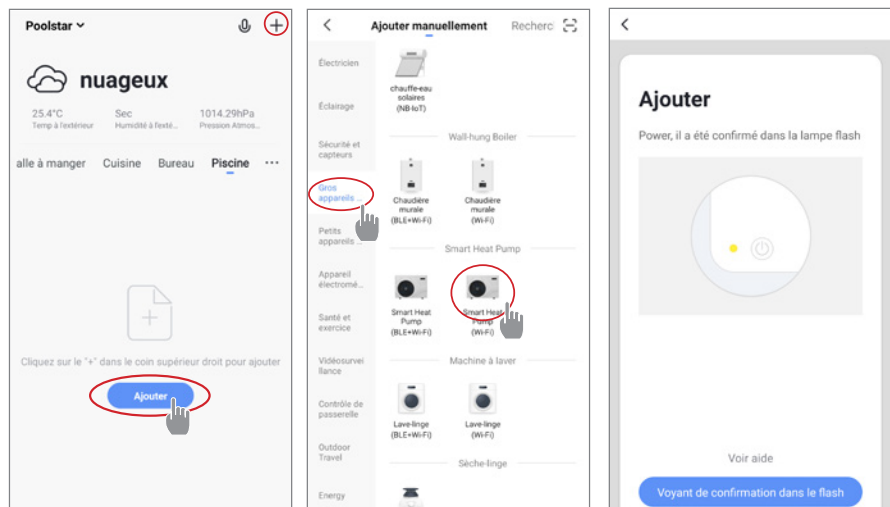 Poolstar
nuageux
25.4°C Sec 1014.29hPa
Temp à l'extérieur Humidité à l'exté... Pression Atmos...
alle à manger Cuisine Bureau Piscine ...
Cliquez sur le "+" dans le coin supérieur droit pour ajouter
Ajouter
Ajouter manuellement Recherc
Électricien
Éclairage
Sécurité et
capteurs
Gros
appareils ...
Petits
appareils ...
Appareil
électromé...
Santé et
exercice
Vidéosurvei
llance
Contrôle de
passerelle
Outdoor
Travel
Energy
chauffe-eau
solaires
(NB-IoT)
Wall-hung Boiler
Chaudière
murale
(BLE+Wi-Fi)
Chaudière
murale
(Wi-Fi)
Smart Heat Pump
Smart Heat
Pump
(BLE+Wi-Fi)
Smart Heat
Pump
(Wi-Fi)
Machine à laver
Lave-linge
(BLE+Wi-Fi)
Lave-linge
(Wi-Fi)
Sèche-linge
Ajouter
Power, il a été confirmé dans la lampe flash
Voir aide
Voyant de confirmation dans le flash